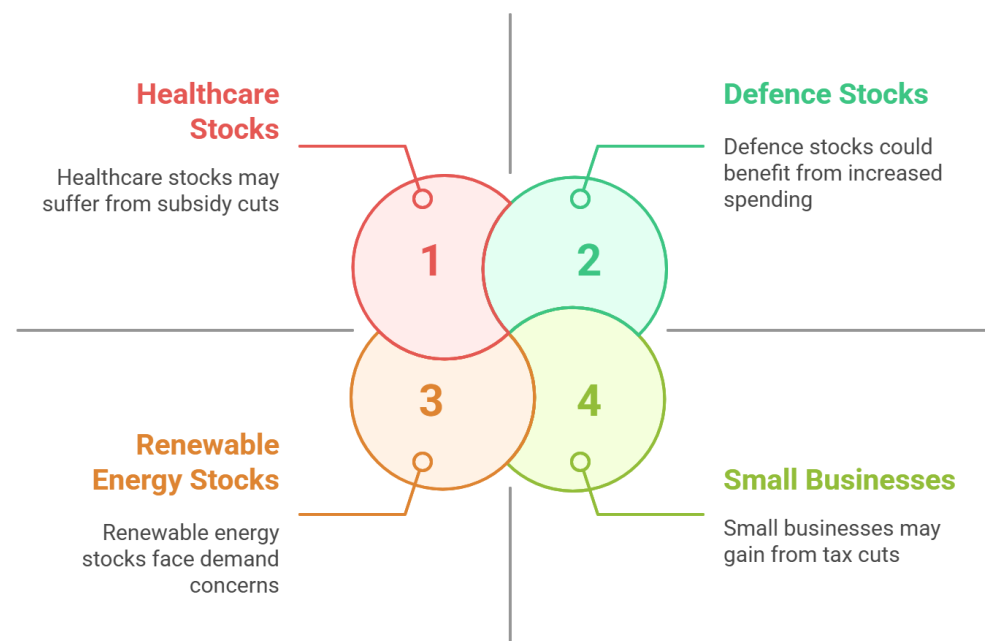 Healthcare
Stocks
Healthcare stocks may
suffer from subsidy cuts
1
Defence Stocks
Defence stocks could
benefit from increased
spending
2
Renewable
Energy Stocks
Renewable energy
stocks face demand
concerns
3
Small Businesses
Small businesses may
gain from tax cuts
4